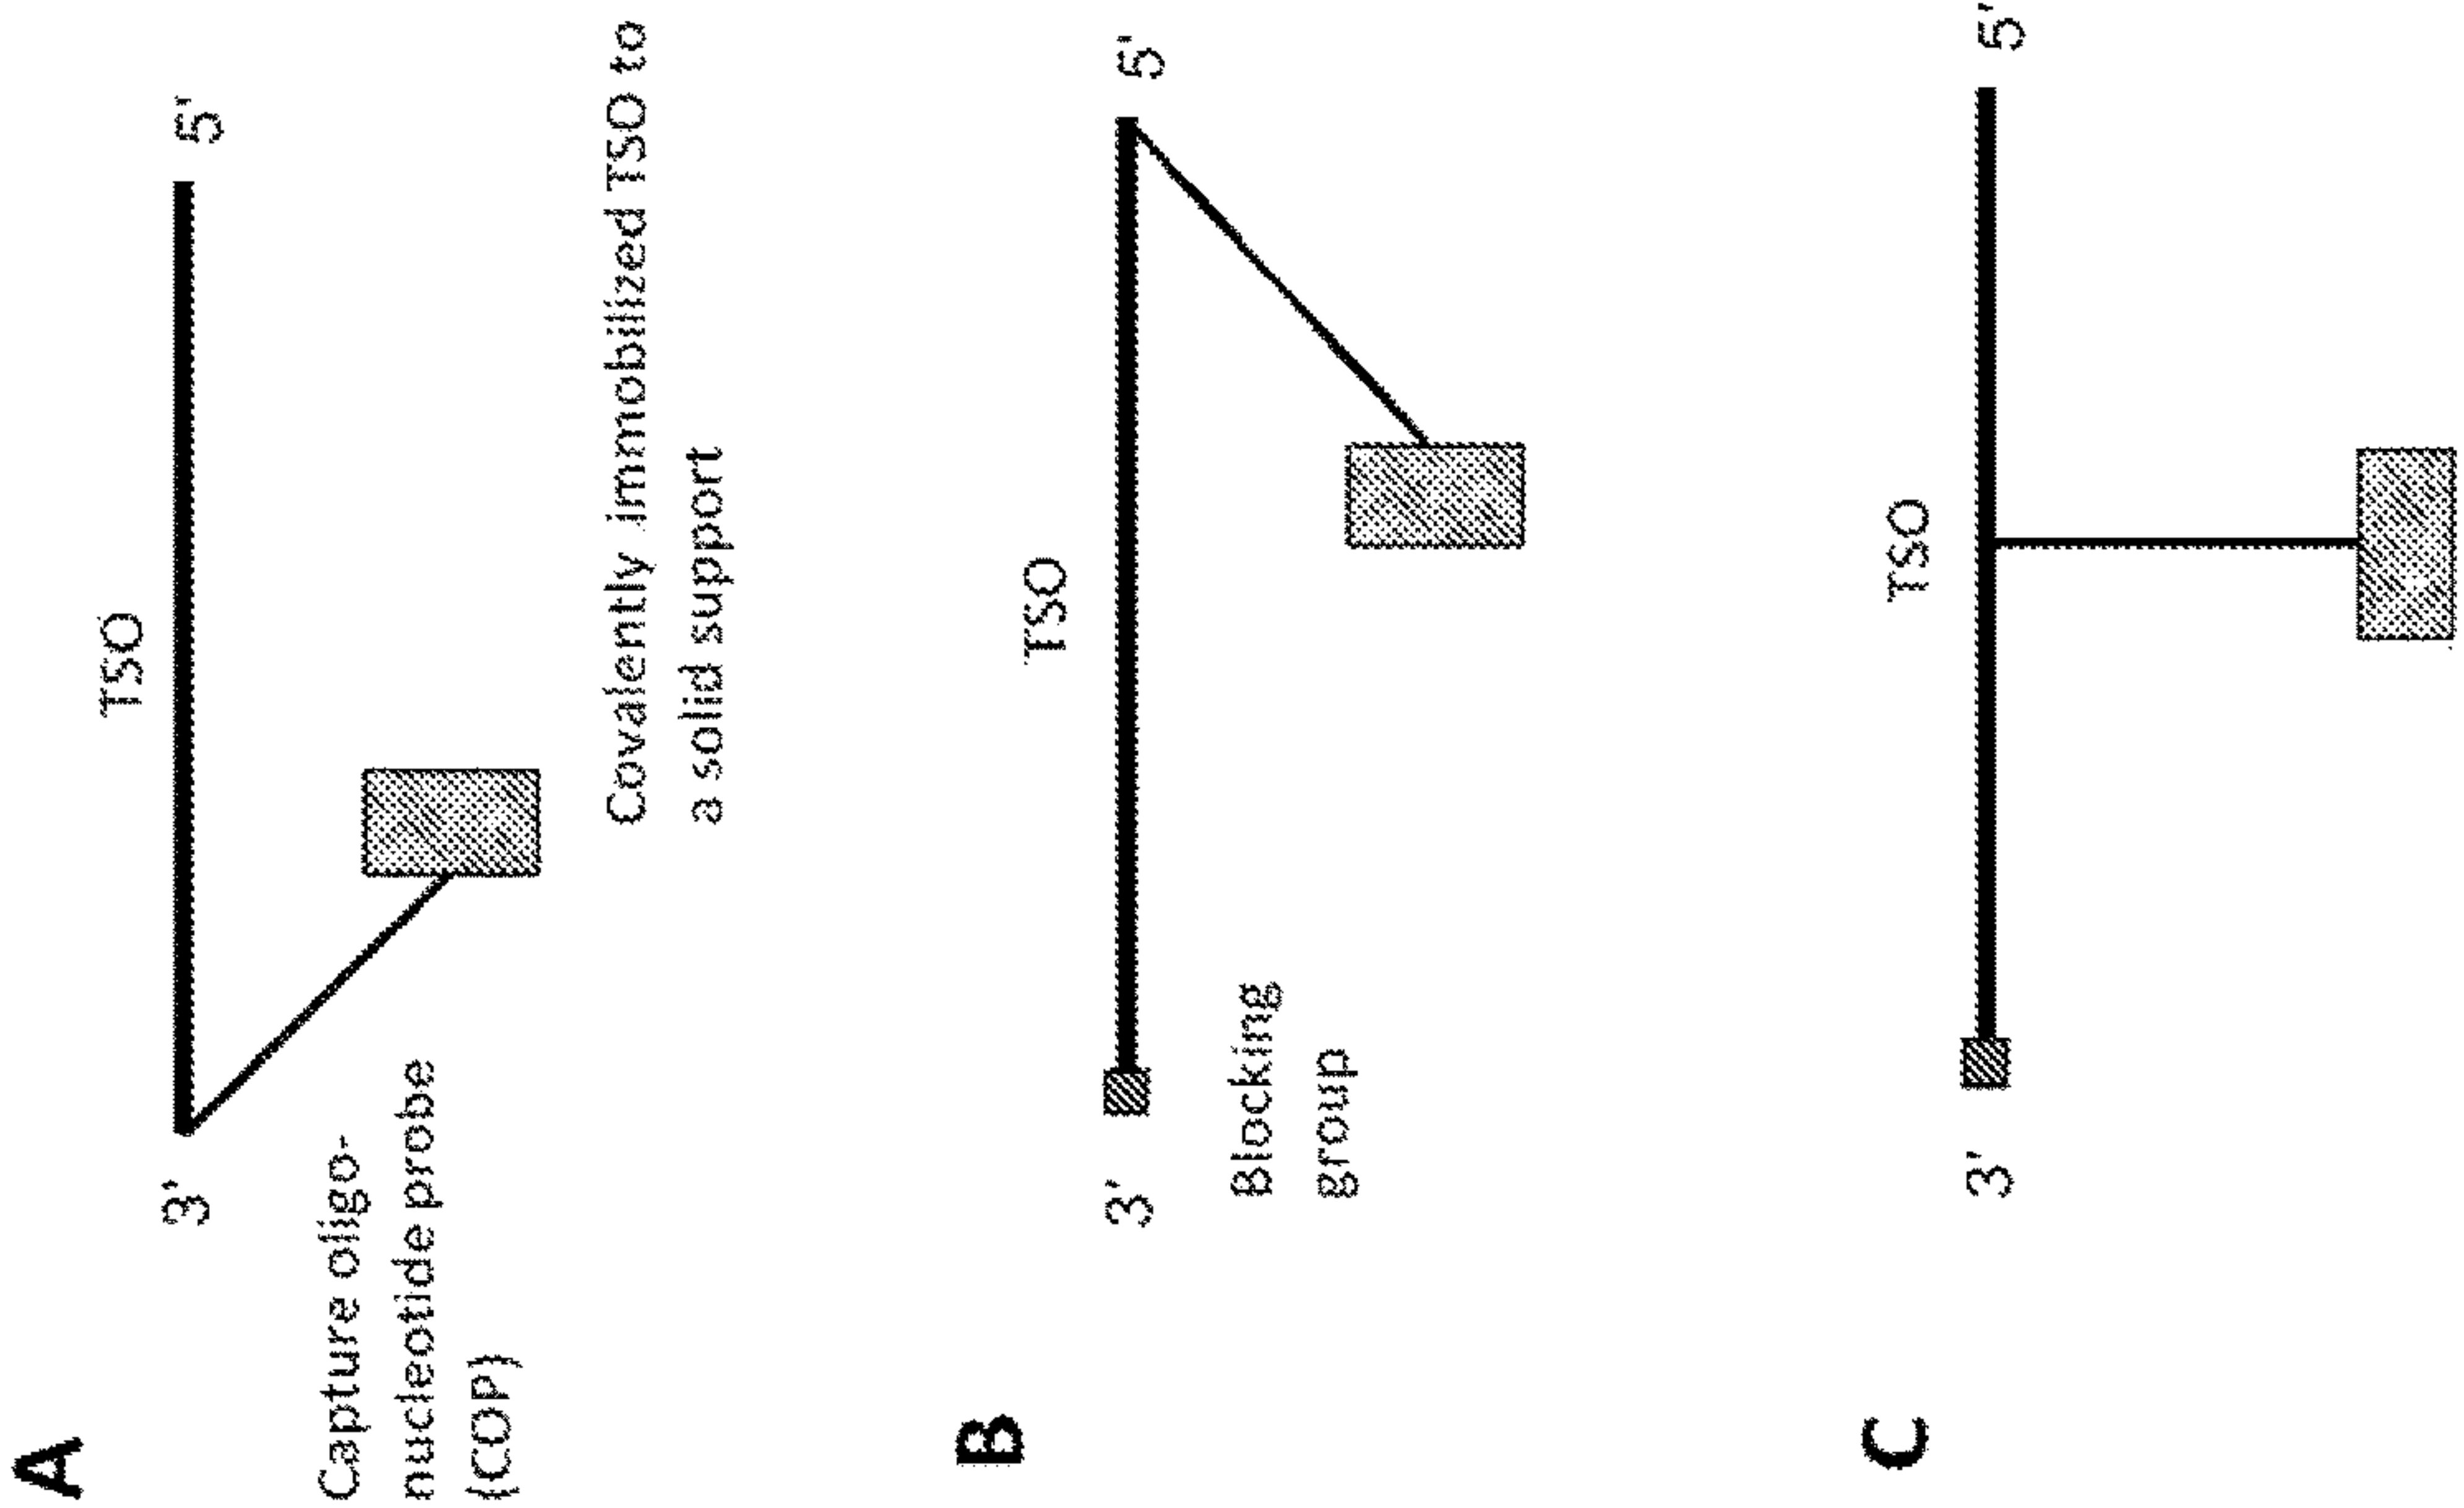 A
TSO
3'
5'
Capture oligo-
nucleotide probe
(COP)
Covalently immobilized TSO to
a solid support
B
TSO
3'
5'
Blocking
group
C
TSO
3'
5'